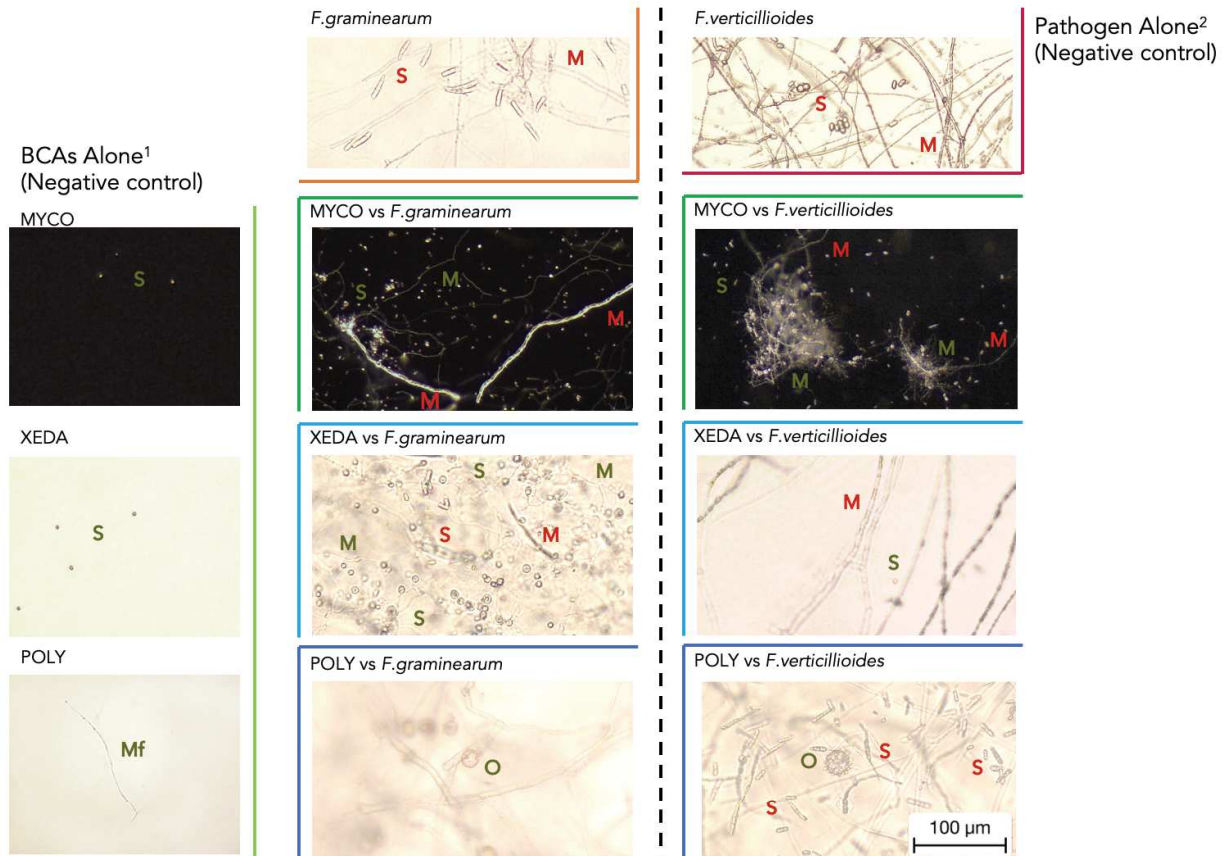 F.graminearum
F.verticillioides
Pathogen Alone2
(Negative control)
S
M
S
M
BCAs Alone1
(Negative control)
MYCO
S
MYCO vs F.graminearum
S
M
M
M
MYCO vs F.verticillioides
M
S
M
M
M
XEDA
S
XEDA vs F.graminearum
S
M
S
M
M
S
XEDA vs F.verticillioides
M
S
POLY
Mf
POLY vs F.graminearum
O
POLY vs F.verticillioides
O
S
S
S
100 µm